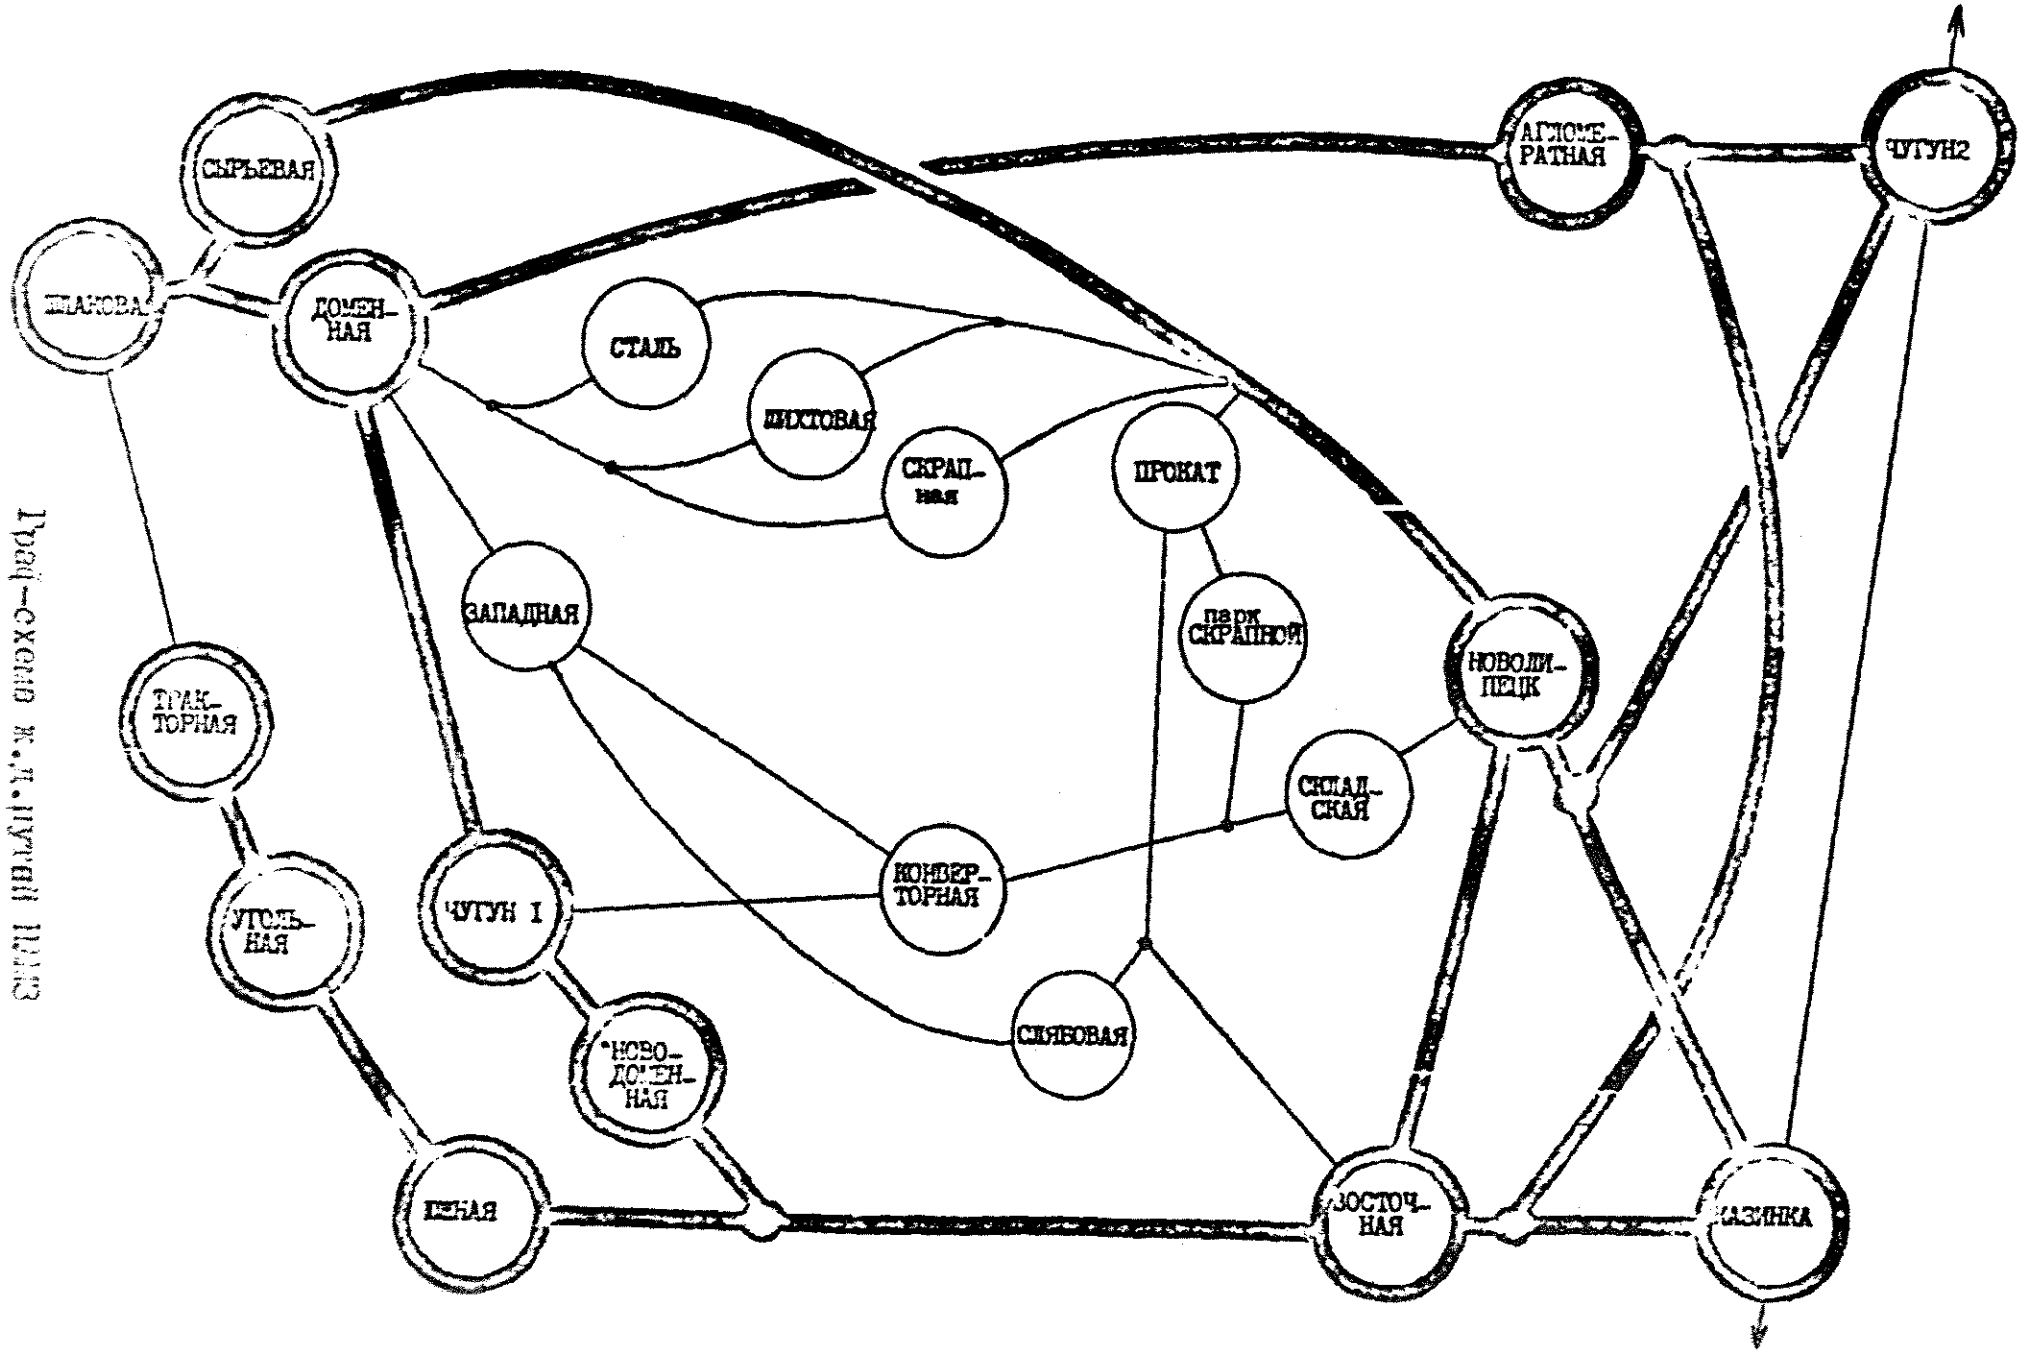 СЫРЬЕВАЯ
ШЛАКОВА
ДОМЕН-
НАЯ
СТАЛЬ
ШИХТОВАЯ
СКРАП-
ная
ПРОКАТ
АГЛОМЕ-
РАТНАЯ
ЧУГУН2
ЗАПАДНАЯ
парк
СКРАПНОЙ
НОВОЛИ-
ПЕЦК
ТРАК-
ТОРНАЯ
СКЛАД-
СКАЯ
УГОЛЬ-
НАЯ
ЧУГУН I
КОНВЕР-
ТОРНАЯ
НОВО-
ДОМЕН-
НАЯ
СЛЯБОВАЯ
ВОСТОЧ-
НАЯ
КАЗИНКА
Граф-схема ж.д.путей НЛМЗ